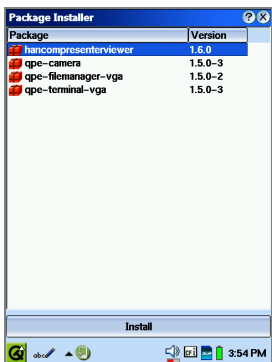 Package Installer
Package Version
hancompresenterviewer 1.6.0
qpe-camera 1.5.0-3
qpe-filemanager-vga 1.5.0-2
qpe-terminal-vga 1.5.0-3
Install
abc 3:54 PM